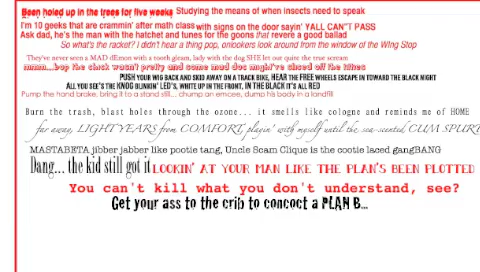 Been holed up in the trees for five weeks Studying the means of when insects need to speak
I'm 10 geeks that are crammin' after math class with signs on the door sayin' Y'ALL CAN"T PASS
Ask dad, he's the man with the hatchet and tunes for the goons that revere a good ballad
So what's the racket? I didn't hear a thing pop, onlookers look around from the window of the Wing Stop
They've never seen a MAD dEmon with a tooth gleam, lady with the dog SHE let out quite the true scream
mmm...bop the chick wasn't pretty and some mad doc might've sliced off the titties
PUSH YOUR WIG BACK AND SKID AWAY ON A TRACK BIKE, HEAR THE FREE WHEELS ESCAPE IN TOWARD THE BLACK NIGHT
ALL YOU SEE'S THE KNOG BLINKIN' LED'S, WHITE UP IN THE FRONT, IN THE BLACK IT'S ALL RED
Pump the hand brake, bring it to a stand still... chump an emcee, dump his body in a landfill
Burn the trash, blast holes through the ozone... it smells like cologne and reminds me of HOME
far away, LIGHTYEARS from COMFORT, playin' with myself until the sea-scented CUM SPURT
MASTABETA jibber jabber like pootie tang, Uncle Scam Clique is the cootie laced gangBANG
Dang... the kid still got it LOOKIN' AT YOUR MAN LIKE THE PLAN'S BEEN PLOTTED
You can't kill what you don't understand, see?
Get your ass to the crib to concoct a PLAN B...